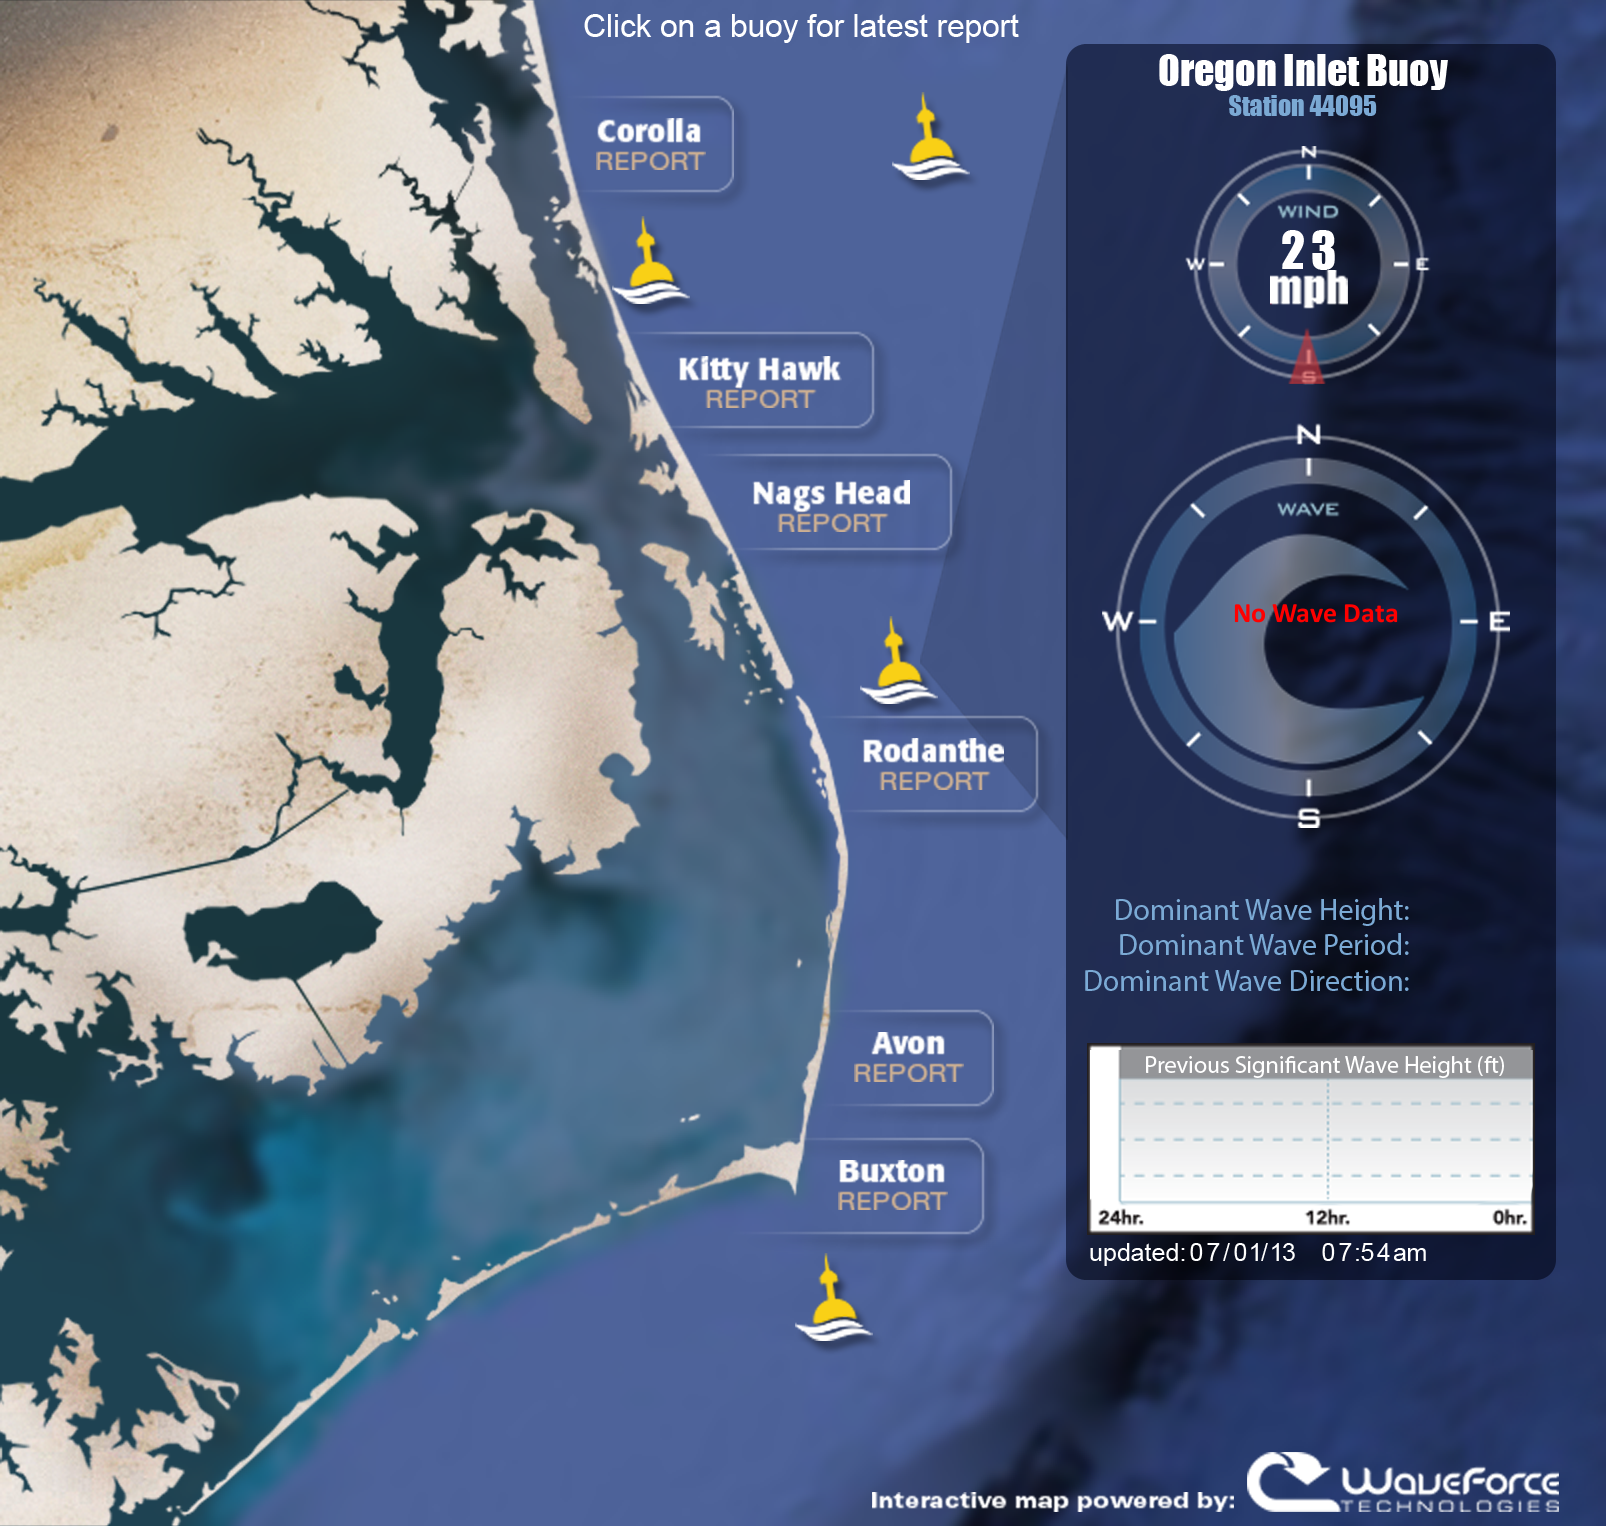 Click on a buoy for latest report
Corolla
REPORT
Kitty Hawk
REPORT
Nags Head
REPORT
Rodanthe
REPORT
Avon
REPORT
Buxton
REPORT
Oregon Inlet Buoy
Station 44095
N
WIND
23
mph
W
E
S
N
WAVE
No Wave Data
W
E
S
Dominant Wave Height:
Dominant Wave Period:
Dominant Wave Direction:
Previous Significant Wave Height (ft)
24hr. 12hr. 0hr.
updated: 07/01/13 07:54am
Interactive map powered by: WaveForce
TECHNOLOGIES